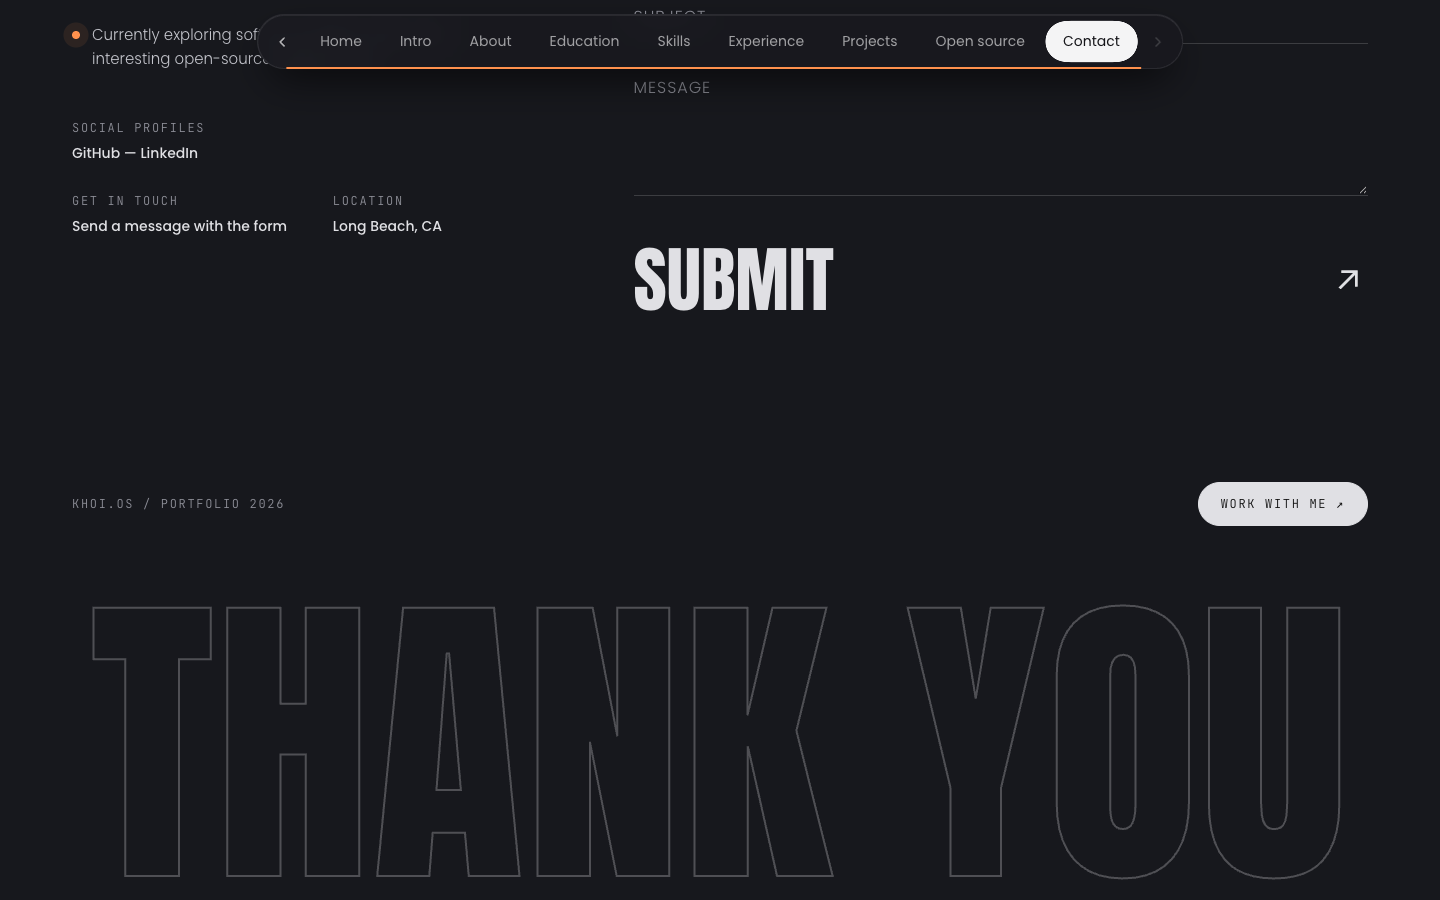 Currently exploring
interesting open-source
Home
Intro
About
Education
Skills
Experience
Projects
Open source
Contact
MESSAGE
SOCIAL PROFILES
GitHub — LinkedIn
GET IN TOUCH
Send a message with the form
LOCATION
Long Beach, CA
SUBMIT
KHOI.OS / PORTFOLIO 2026
WORK WITH ME ↗
THANK YOU